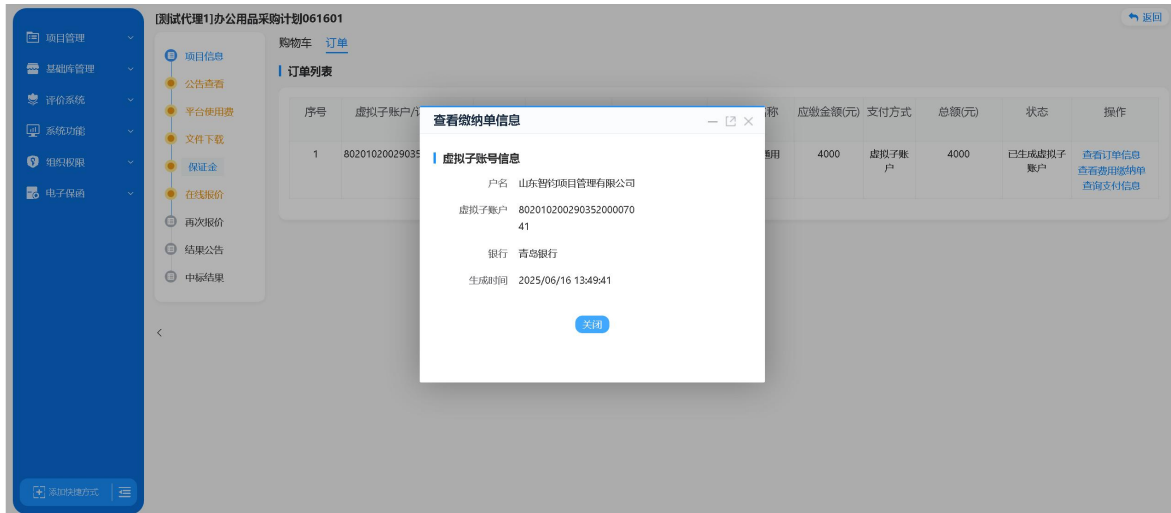 [测试代理1]办公用品采购计划061601
返回
项目管理
基础库管理
评价系统
系统功能
组织权限
电子保函
添加快捷方式
项目信息
公告查看
平台使用费
文件下载
保证金
在线报价
再次报价
结果公告
中标结果
购物车 订单
订单列表
序号 虚拟子账户/ 称 应缴金额(元) 支付方式 总额(元) 状态 操作
1 80201020029035 通用 4000 虚拟子账 4000 已生成虚拟子 查看订单信息
户 账户 查看费用缴纳单
查询支付信息
查看缴纳单信息
虚拟子账号信息
户名 山东智钧项目管理有限公司
虚拟子账户 802010200290352000070
41
银行 青岛银行
生成时间 2025/06/16 13:49:41
关闭